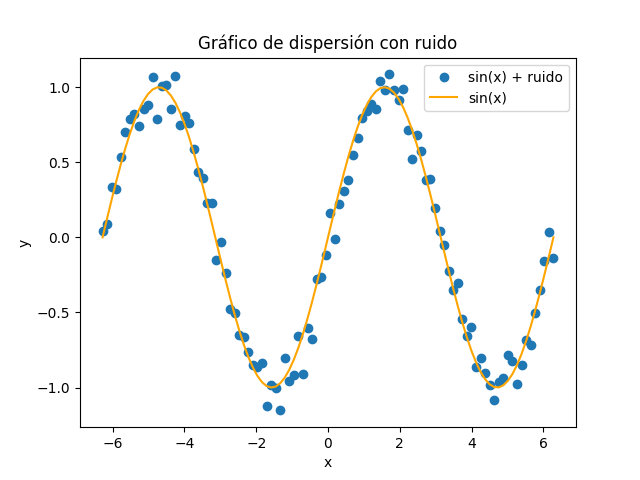 Gráfico de dispersión con ruido
sin(x) + ruido
sin(x)
1.0
0.5
0.0
−0.5
−1.0
y
−6 −4 −2 0 2 4 6
x